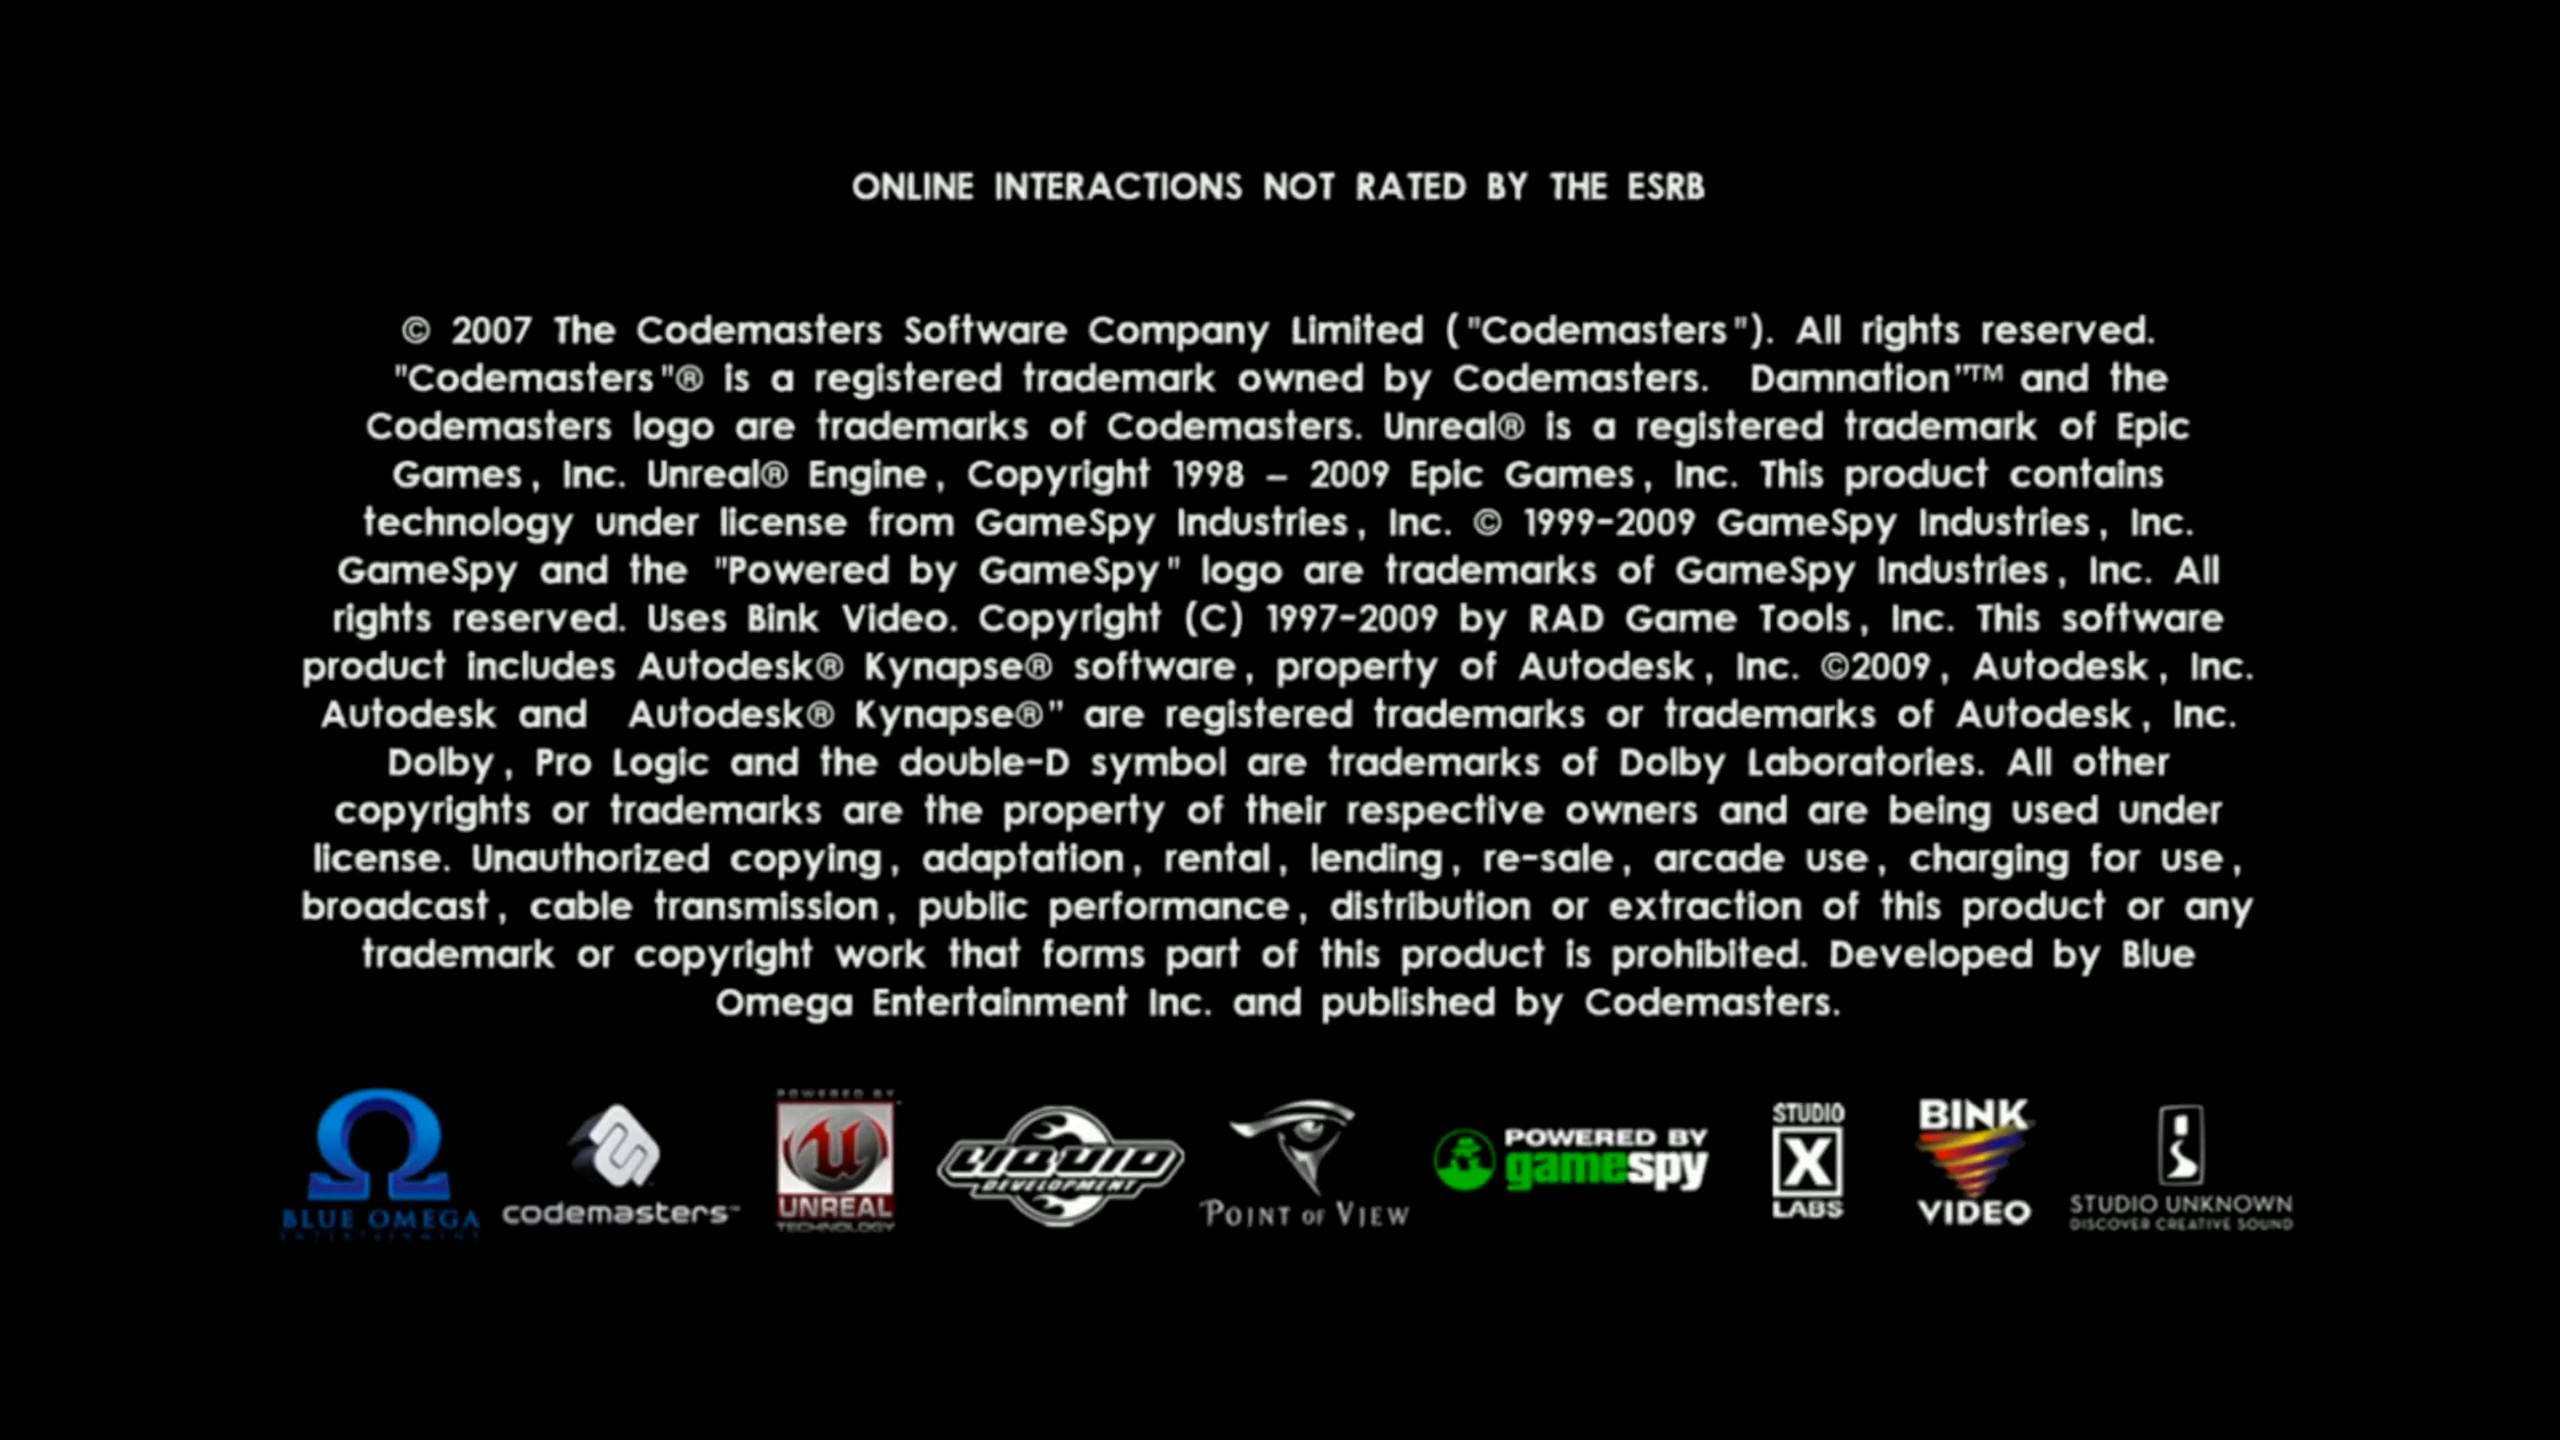 ONLINE INTERACTIONS NOT RATED BY THE ESRB
© 2007 The Codemasters Software Company Limited ("Codemasters"). All rights reserved.
"Codemasters"® is a registered trademark owned by Codemasters. Damnation"™ and the
Codemasters logo are trademarks of Codemasters. Unreal® is a registered trademark of Epic
Games, Inc. Unreal® Engine, Copyright 1998 – 2009 Epic Games, Inc. This product contains
technology under license from GameSpy Industries, Inc. © 1999-2009 GameSpy Industries, Inc.
GameSpy and the "Powered by GameSpy" logo are trademarks of GameSpy Industries, Inc. All
rights reserved. Uses Bink Video. Copyright (C) 1997-2009 by RAD Game Tools, Inc. This software
product includes Autodesk® Kynapse® software, property of Autodesk, Inc. ©2009, Autodesk, Inc.
Autodesk and Autodesk® Kynapse®" are registered trademarks or trademarks of Autodesk, Inc.
Dolby, Pro Logic and the double-D symbol are trademarks of Dolby Laboratories. All other
copyrights or trademarks are the property of their respective owners and are being used under
license. Unauthorized copying, adaptation, rental, lending, re-sale, arcade use, charging for use,
broadcast, cable transmission, public performance, distribution or extraction of this product or any
trademark or copyright work that forms part of this product is prohibited. Developed by Blue
Omega Entertainment Inc. and published by Codemasters.
BLUE OMEGA
ENTERTAINMENT
codemasters™
POWERED BY
UNREAL
TECHNOLOGY
LIQUID
DEVELOPMENT
POINT OF VIEW
POWERED BY
gamespy
STUDIO
X
LABS
BINK
VIDEO
STUDIO UNKNOWN
DISCOVER CREATIVE SOUND